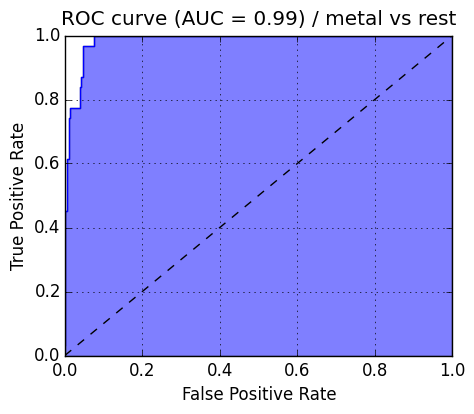 ROC curve (AUC = 0.99) / metal vs rest
1.0
0.8
0.6
0.4
0.2
0.0
True Positive Rate
0.0 0.2 0.4 0.6 0.8 1.0
False Positive Rate